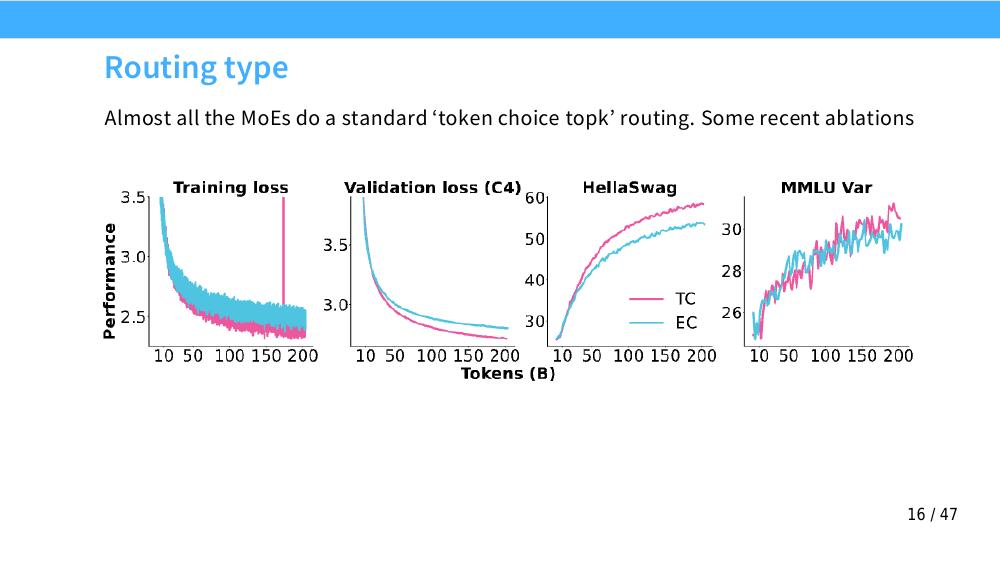 Routing type
Almost all the MoEs do a standard ‘token choice topk’ routing. Some recent ablations
Training loss
Validation loss (C4)
HellaSwag
MMLU Var
Performance
3.5
3.0
2.5
10 50 100 150 200
3.5
3.0
10 50 100 150 200
60
50
40
30
TC
EC
10 50 100 150 200
30
28
26
10 50 100 150 200
Tokens (B)
16 / 47